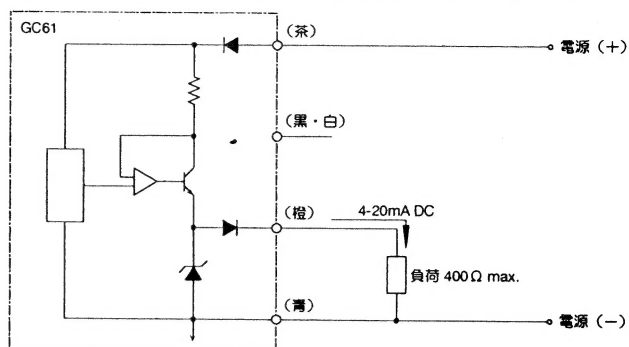 GC61
(茶)
電源 (+)
(黒・白)
(橙)
4-20mA DC
負荷 400Ω max.
(青)
電源 (−)